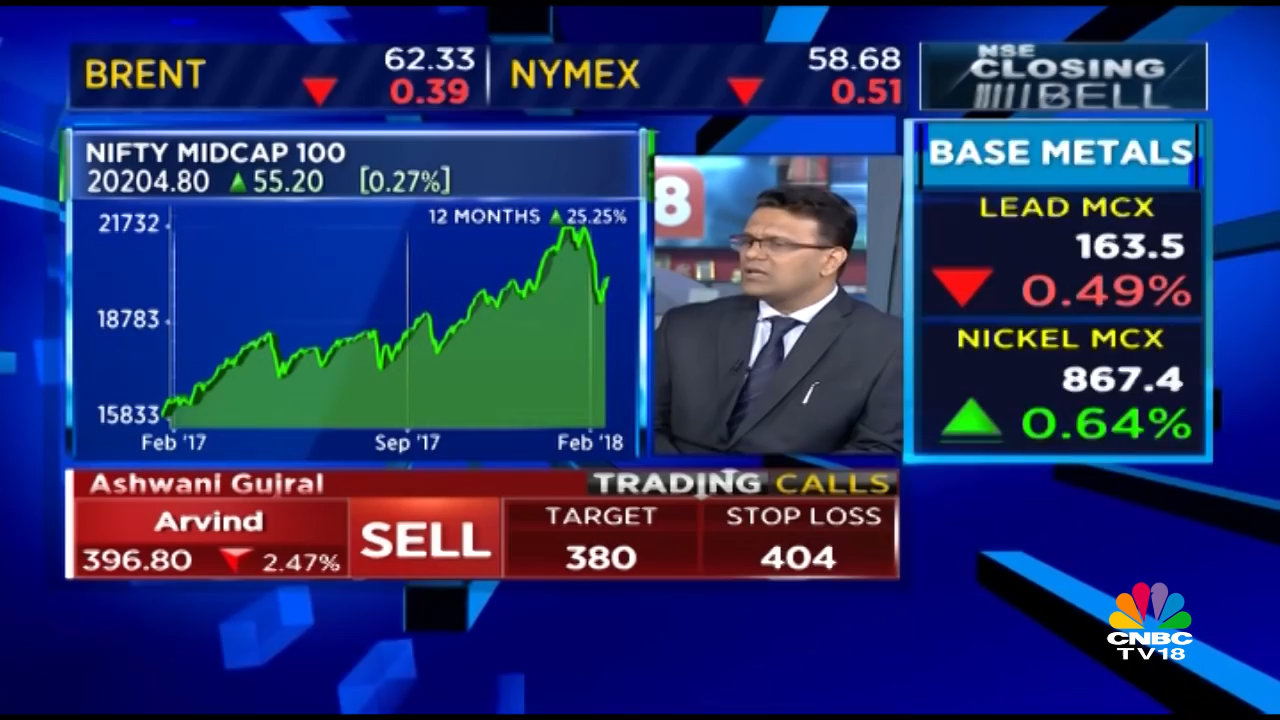 BRENT
62.33
0.39
NYMEX
58.68
0.51
NSE
CLOSING
BELL
NIFTY MIDCAP 100
20204.80 ▲ 55.20 [0.27%]
12 MONTHS ▲ 25.25%
21732
18783
15833
Feb '17 Sep '17 Feb '18
8
BASE METALS
LEAD MCX
163.5
0.49%
NICKEL MCX
867.4
0.64%
Ashwani Gujral
TRADING CALLS
Arvind
396.80 ▼ 2.47%
SELL
TARGET
380
STOP LOSS
404
CNBC
TV18